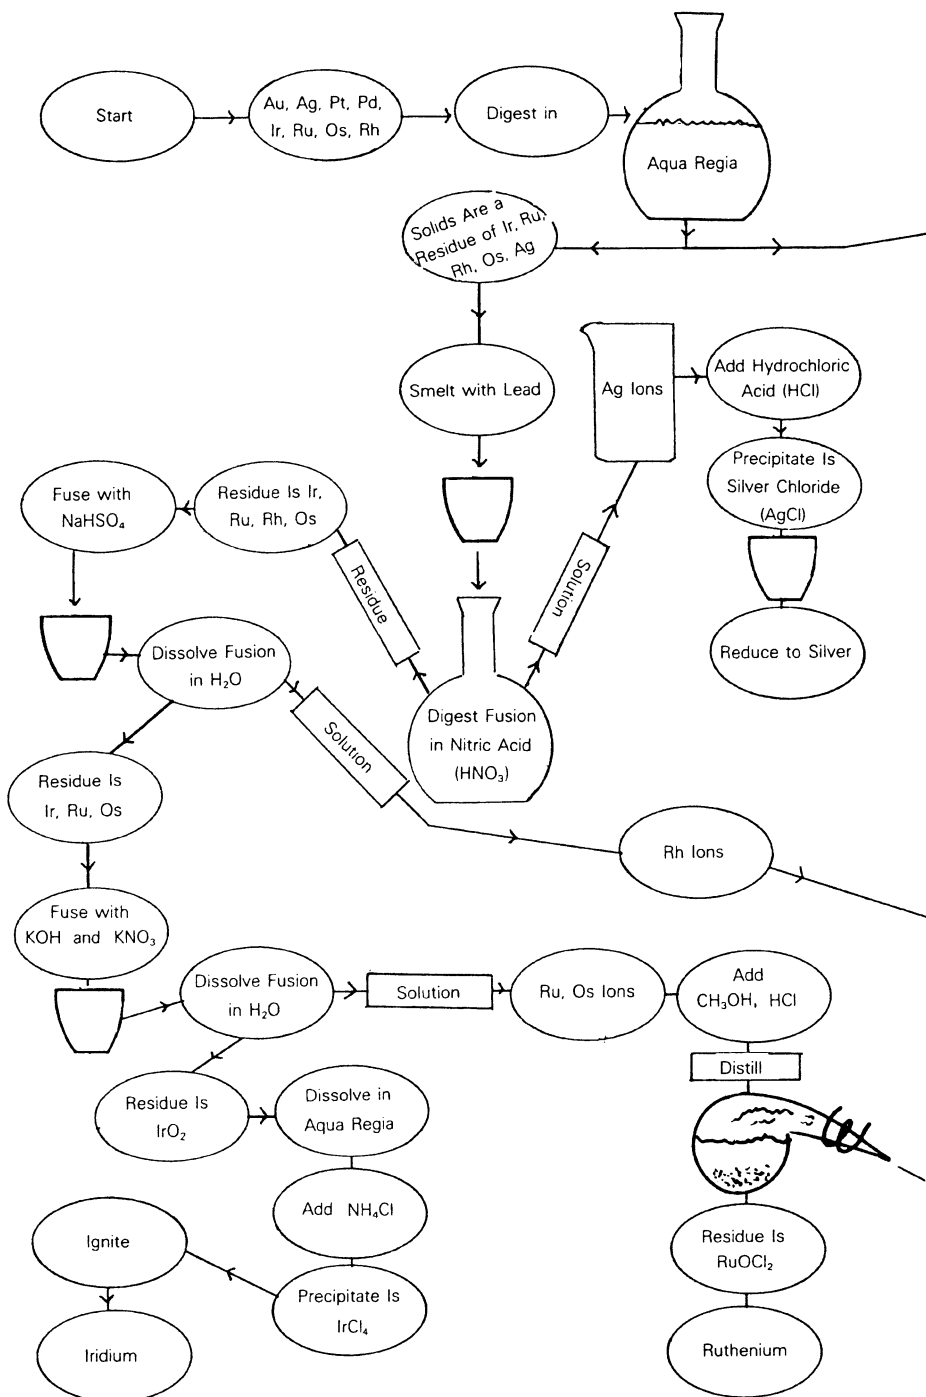 Start
Au, Ag, Pt, Pd,
Ir, Ru, Os, Rh
Digest in
Aqua Regia
Solids Are a
Residue of Ir, Ru,
Rh, Os, Ag
Smelt with Lead
Ag Ions
Add Hydrochloric
Acid (HCl)
Precipitate Is
Silver Chloride
(AgCl)
Reduce to Silver
Fuse with
NaHSO₄
Residue Is Ir,
Ru, Rh, Os
Residue
Solution
Digest Fusion
in Nitric Acid
(HNO₃)
Dissolve Fusion
in H₂O
Solution
Residue Is
Ir, Ru, Os
Rh Ions
Fuse with
KOH and KNO₃
Dissolve Fusion
in H₂O
Solution
Ru, Os Ions
Add
CH₃OH, HCl
Distill
Residue Is
IrO₂
Dissolve in
Aqua Regia
Add NH₄Cl
Precipitate Is
IrCl₄
Ignite
Iridium
Residue Is
RuOCl₂
Ruthenium